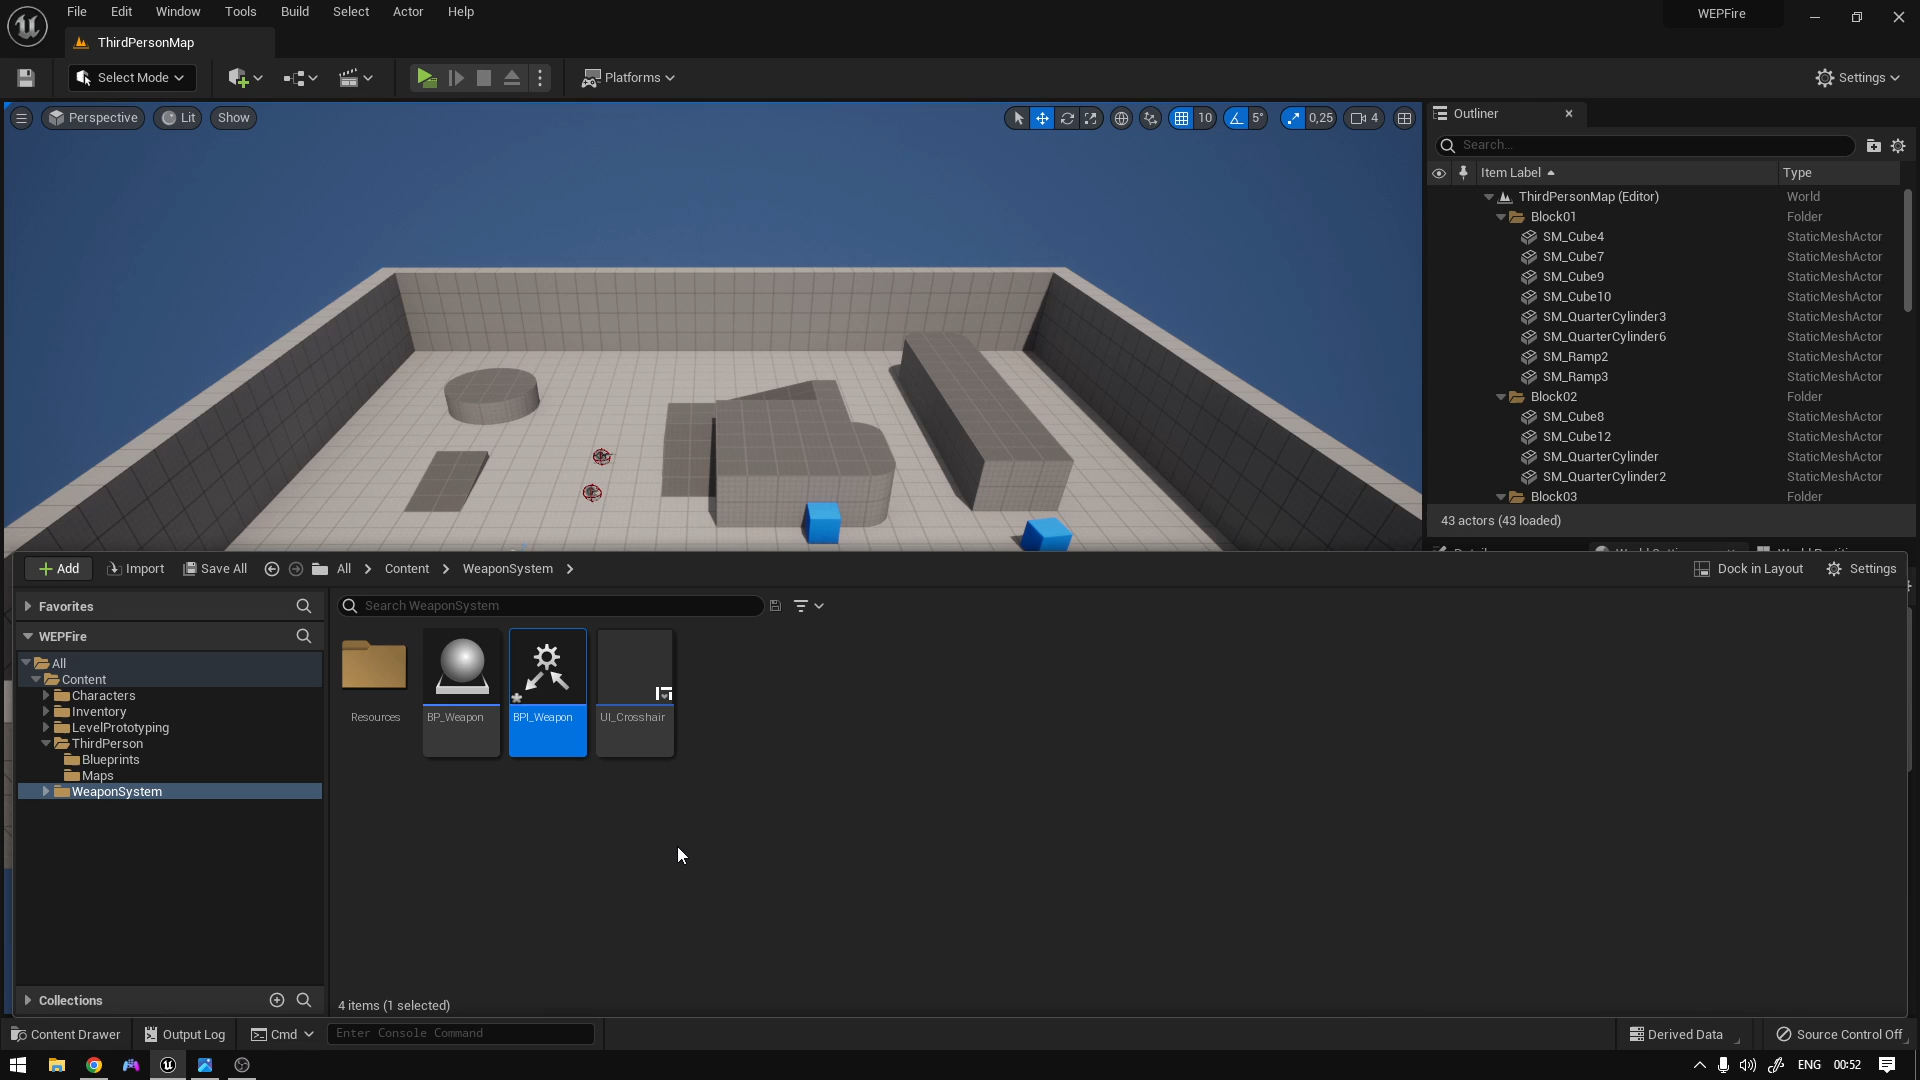 File Edit Window Tools Build Select Actor Help
WEPFire
ThirdPersonMap
Select Mode
Platforms
Settings
Perspective
Lit
Show
10
5°
0,25
4
Outliner
Search...
Item Label
Type
ThirdPersonMap (Editor) World
Block01 Folder
SM_Cube4 StaticMeshActor
SM_Cube7 StaticMeshActor
SM_Cube9 StaticMeshActor
SM_Cube10 StaticMeshActor
SM_QuarterCylinder3 StaticMeshActor
SM_QuarterCylinder6 StaticMeshActor
SM_Ramp2 StaticMeshActor
SM_Ramp3 StaticMeshActor
Block02 Folder
SM_Cube8 StaticMeshActor
SM_Cube12 StaticMeshActor
SM_QuarterCylinder StaticMeshActor
SM_QuarterCylinder2 StaticMeshActor
Block03 Folder
43 actors (43 loaded)
Add
Import
Save All
All
Content
WeaponSystem
Dock in Layout
Settings
Favorites
WEPFire
All
Content
Characters
Inventory
LevelPrototyping
ThirdPerson
Blueprints
Maps
WeaponSystem
Collections
Search WeaponSystem
Resources
BP_Weapon
BPI_Weapon
UI_Crosshair
4 items (1 selected)
Content Drawer
Output Log
Cmd
Enter Console Command
Derived Data
Source Control Off
ENG
00:52